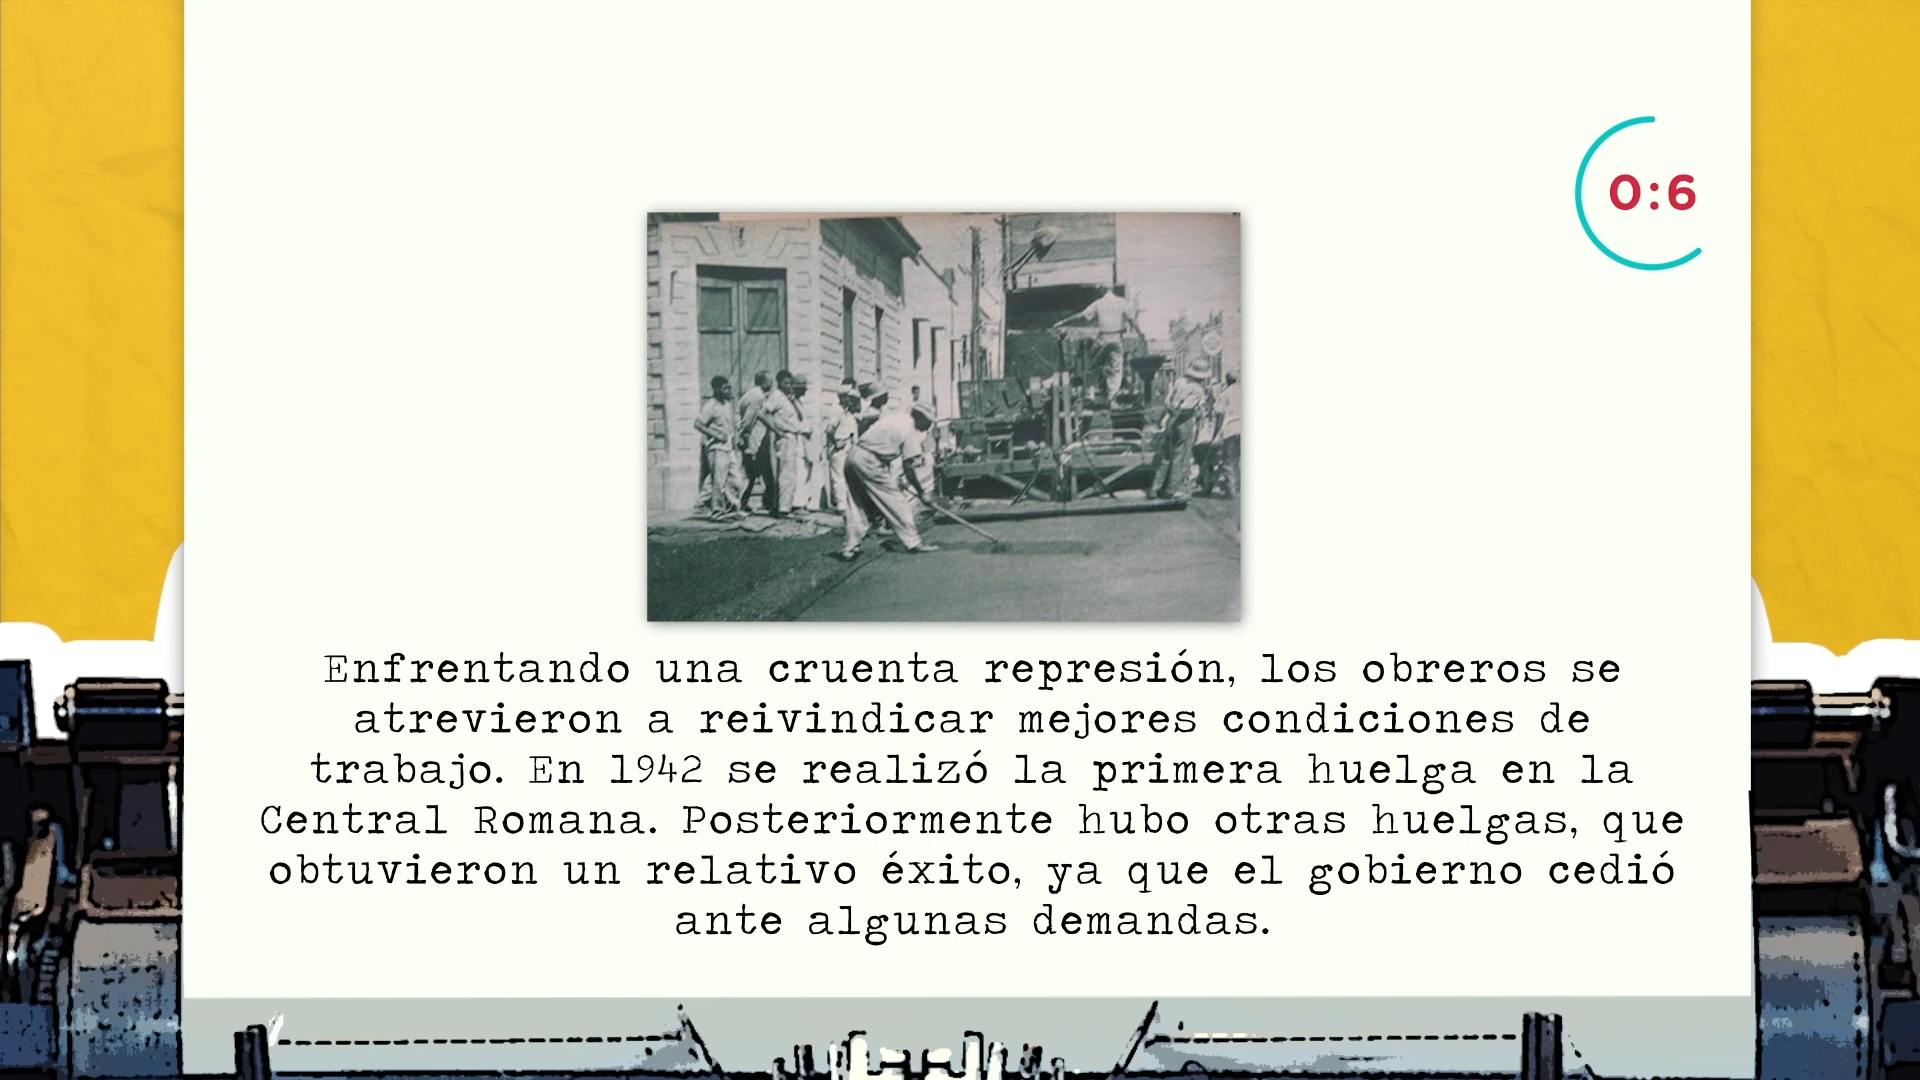 0:6
Enfrentando una cruenta represión, los obreros se
atrevieron a reivindicar mejores condiciones de
trabajo. En 1942 se realizó la primera huelga en la
Central Romana. Posteriormente hubo otras huelgas, que
obtuvieron un relativo éxito, ya que el gobierno cedió
ante algunas demandas.